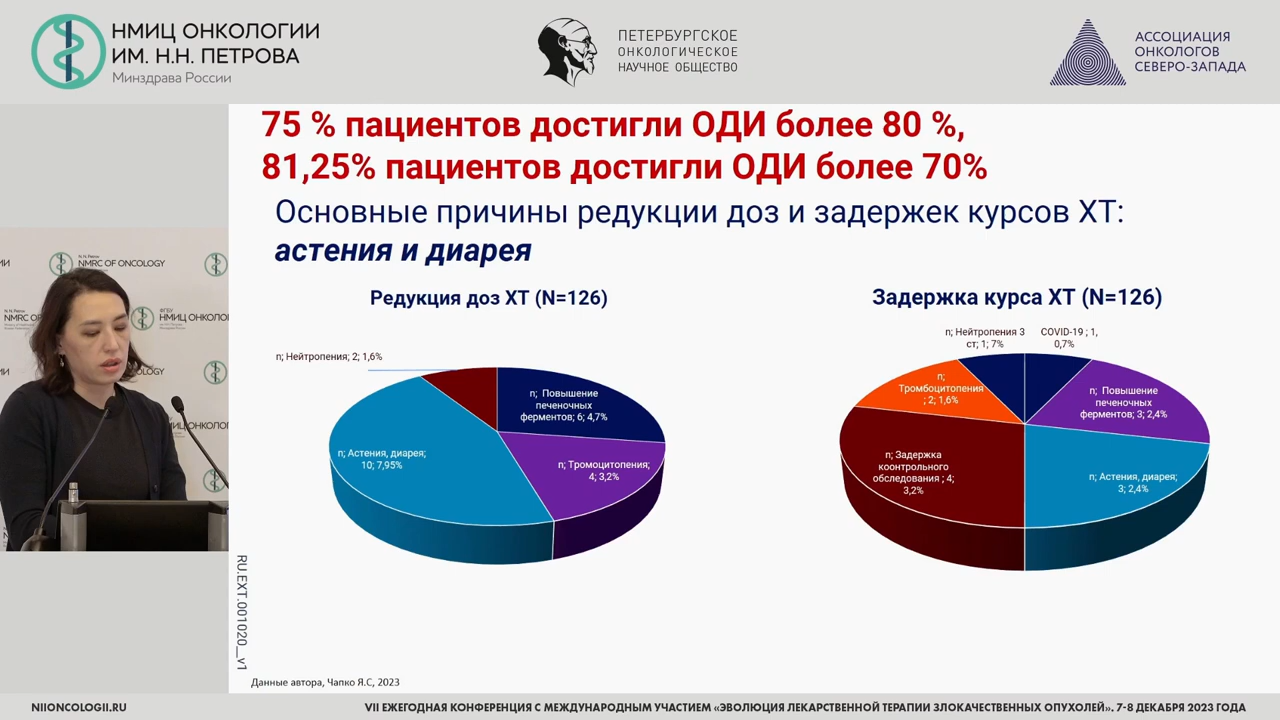 НМИЦ ОНКОЛОГИИ
ИМ. Н.Н. ПЕТРОВА
Минздрава России
ПЕТЕРБУРГСКОЕ
ОНКОЛОГИЧЕСКОЕ
НАУЧНОЕ ОБЩЕСТВО
АССОЦИАЦИЯ
ОНКОЛОГОВ
СЕВЕРО-ЗАПАДА
75 % пациентов достигли ОДИ более 80 %,
81,25% пациентов достигли ОДИ более 70%
Основные причины редукции доз и задержек курсов ХТ:
астения и диарея
Редукция доз ХТ (N=126)
n; Нейтропения; 2; 1,6%
n; Повышение
печеночных
ферментов; 6; 4,7%
n; Тромоцитопения;
4; 3,2%
n; Астения, диарея;
10; 7,95%
Задержка курса ХТ (N=126)
n; Нейтропения 3
ст; 1; 7%
COVID-19 ; 1,
0,7%
n; Повышение
печеночных
ферментов; 3; 2,4%
n; Астения, диарея;
3; 2,4%
n; Задержка
коонтрольного
обследования ; 4;
3,2%
n;
Тромбоцитопения
; 2; 1,6%
NMRC OF ONCOLOGY
НМИЦ ОНКОЛО
RU.EXT.001020_v1
Данные автора, Чапко Я.С, 2023
NIIONCOLOGII.RU
VII ЕЖЕГОДНАЯ КОНФЕРЕНЦИЯ С МЕЖДУНАРОДНЫМ УЧАСТИЕМ «ЭВОЛЮЦИЯ ЛЕКАРСТВЕННОЙ ТЕРАПИИ ЗЛОКАЧЕСТВЕННЫХ ОПУХОЛЕЙ». 7-8 ДЕКАБРЯ 2023 ГОДА